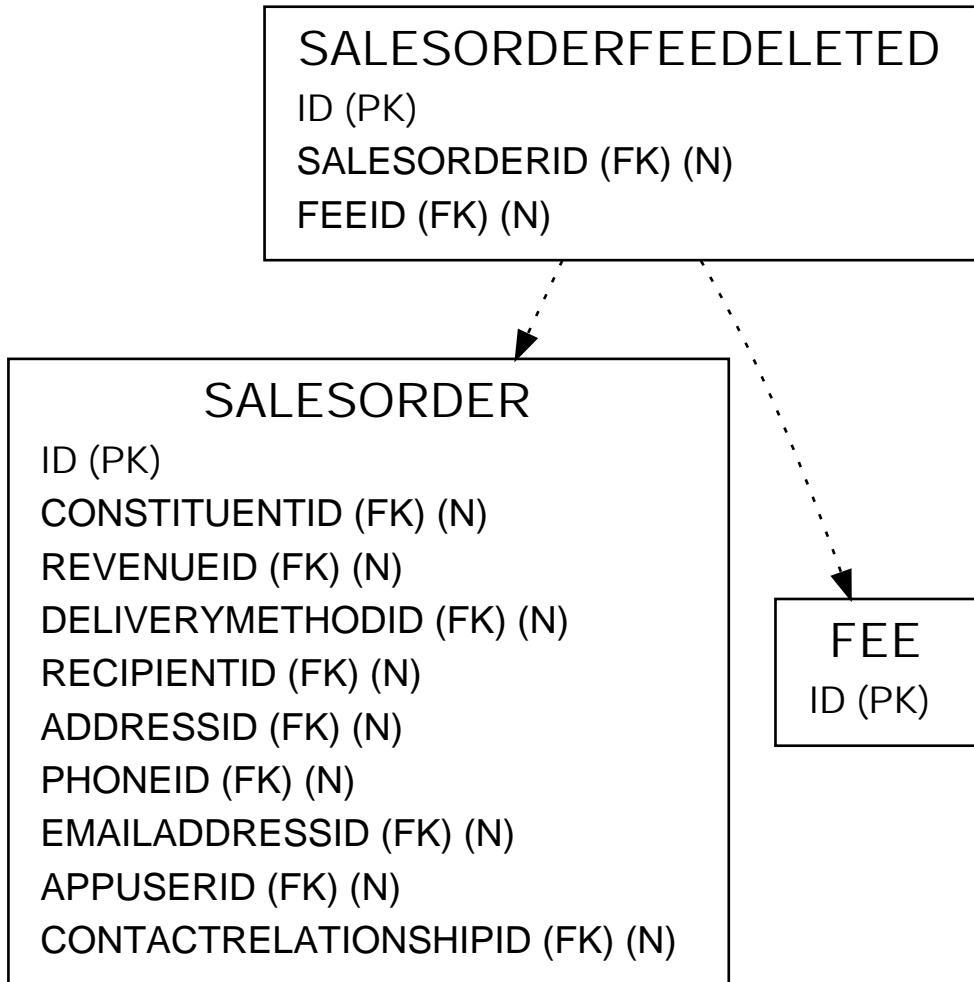 SALESORDERFEEDELETED
ID (PK)
SALESORDERID (FK) (N)
FEEID (FK) (N)
SALESORDER
ID (PK)
CONSTITUENTID (FK) (N)
REVENUEID (FK) (N)
DELIVERYMETHODID (FK) (N)
RECIPIENTID (FK) (N)
ADDRESSID (FK) (N)
PHONEID (FK) (N)
EMAILADDRESSID (FK) (N)
APPUSERID (FK) (N)
CONTACTRELATIONSHIPID (FK) (N)
FEE
ID (PK)